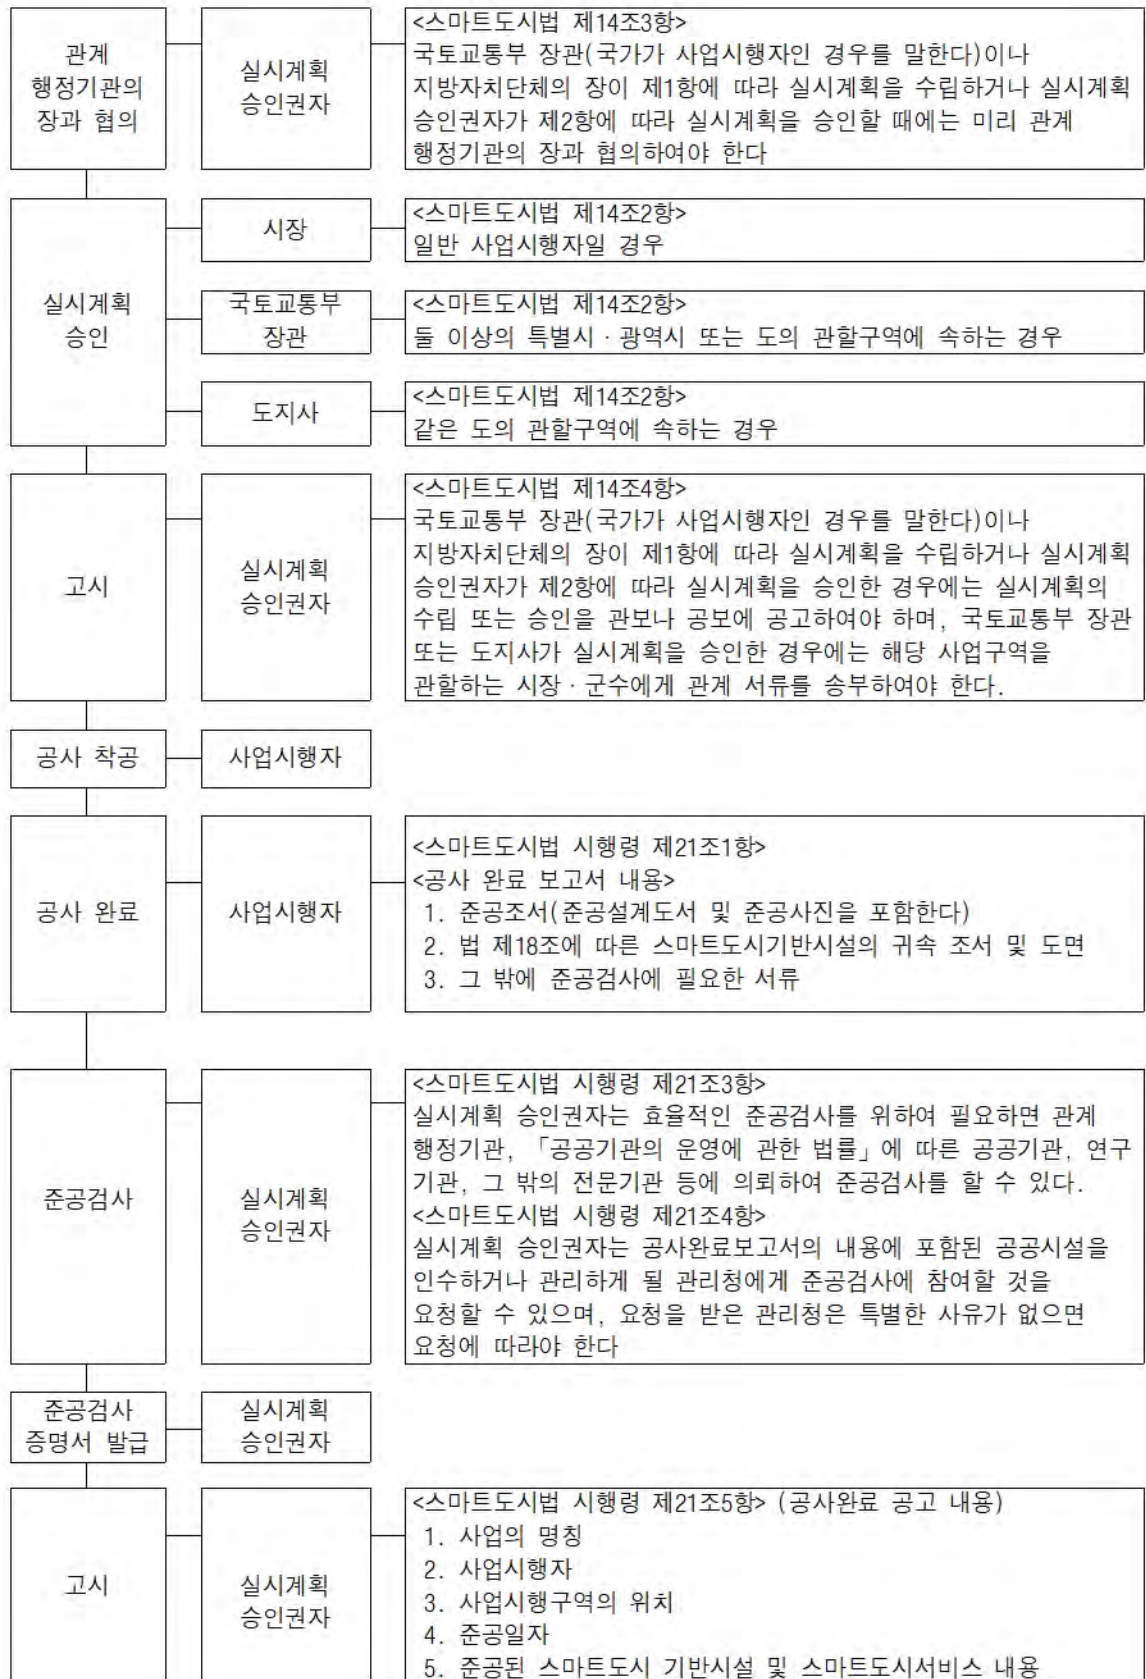 관계
행정기관의
장과 협의
실시계획
승인권자
<스마트도시법 제14조3항>
국토교통부 장관(국가가 사업시행자인 경우를 말한다)이나
지방자치단체의 장이 제1항에 따라 실시계획을 수립하거나 실시계획
승인권자가 제2항에 따라 실시계획을 승인할 때에는 미리 관계
행정기관의 장과 협의하여야 한다
실시계획
승인
시장
<스마트도시법 제14조2항>
일반 사업시행자일 경우
국토교통부
장관
<스마트도시법 제14조2항>
둘 이상의 특별시·광역시 또는 도의 관할구역에 속하는 경우
도지사
<스마트도시법 제14조2항>
같은 도의 관할구역에 속하는 경우
고시
실시계획
승인권자
<스마트도시법 제14조4항>
국토교통부 장관(국가가 사업시행자인 경우를 말한다)이나
지방자치단체의 장이 제1항에 따라 실시계획을 수립하거나 실시계획
승인권자가 제2항에 따라 실시계획을 승인한 경우에는 실시계획의
수립 또는 승인을 관보나 공보에 공고하여야 하며, 국토교통부 장관
또는 도지사가 실시계획을 승인한 경우에는 해당 사업구역을
관할하는 시장·군수에게 관계 서류를 송부하여야 한다.
공사 착공
사업시행자
공사 완료
사업시행자
<스마트도시법 시행령 제21조1항>
<공사 완료 보고서 내용>
1. 준공조서(준공설계도서 및 준공사진을 포함한다)
2. 법 제18조에 따른 스마트도시기반시설의 귀속 조서 및 도면
3. 그 밖에 준공검사에 필요한 서류
준공검사
실시계획
승인권자
<스마트도시법 시행령 제21조3항>
실시계획 승인권자는 효율적인 준공검사를 위하여 필요하면 관계
행정기관, 「공공기관의 운영에 관한 법률」에 따른 공공기관, 연구
기관, 그 밖의 전문기관 등에 의뢰하여 준공검사를 할 수 있다.
<스마트도시법 시행령 제21조4항>
실시계획 승인권자는 공사완료보고서의 내용에 포함된 공공시설을
인수하거나 관리하게 될 관리청에게 준공검사에 참여할 것을
요청할 수 있으며, 요청을 받은 관리청은 특별한 사유가 없으면
요청에 따라야 한다
준공검사
증명서 발급
실시계획
승인권자
고시
실시계획
승인권자
<스마트도시법 시행령 제21조5항> (공사완료 공고 내용)
1. 사업의 명칭
2. 사업시행자
3. 사업시행구역의 위치
4. 준공일자
5. 준공된 스마트도시 기반시설 및 스마트도시서비스 내용